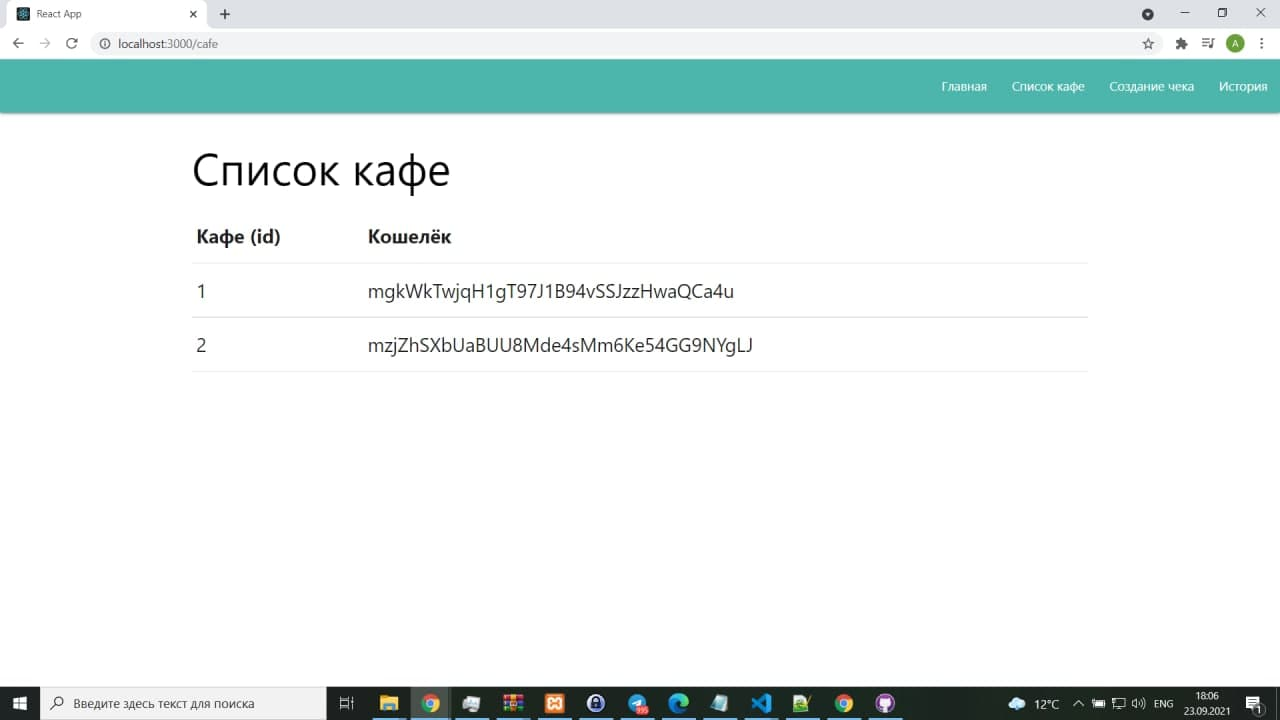 React App
localhost:3000/cafe
A
Главная Список кафе Создание чека История
Список кафе
Кафе (id) Кошелёк
1 mgkWkTwjqH1gT97J1B94vSSJzzHwaQCa4u
2 mzjZhSXbUaBUU8Mde4sMm6Ke54GG9NYgLJ
Введите здесь текст для поиска
12°C
ENG
18:06
23.09.2021
1